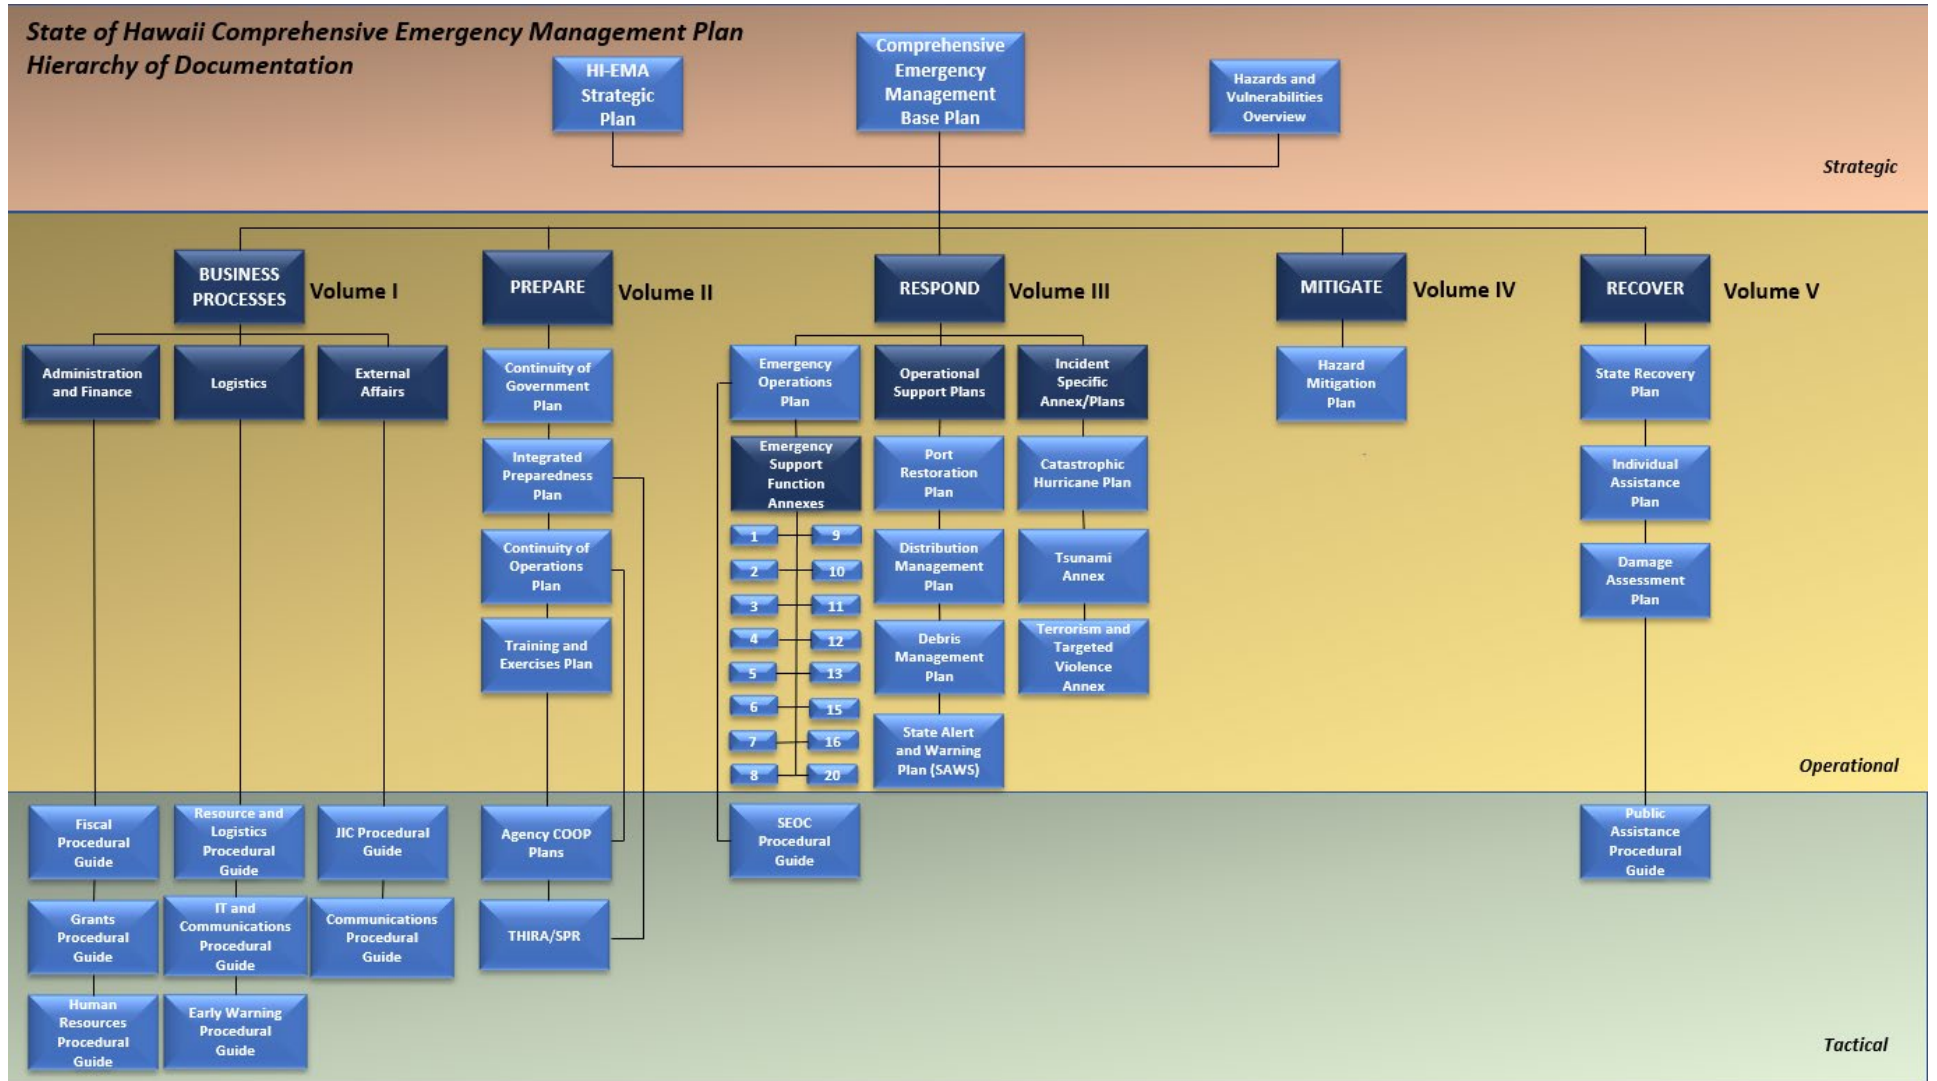 State of Hawaii Comprehensive Emergency Management Plan
Hierarchy of Documentation
HI-EMA
Strategic
Plan
Comprehensive
Emergency
Management
Base Plan
Hazards and
Vulnerabilities
Overview
Strategic
BUSINESS
PROCESSES
Volume I
PREPARE
Volume II
RESPOND
Volume III
MITIGATE
Volume IV
RECOVER
Volume V
Administration
and Finance
Logistics
External
Affairs
Continuity of
Government
Plan
Integrated
Preparedness
Plan
Continuity of
Operations
Plan
Training and
Exercises Plan
Emergency
Operations
Plan
Emergency
Support
Function
Annexes
1
9
2
10
3
11
4
12
5
13
6
15
7
16
8
20
Operational
Support Plans
Port
Restoration
Plan
Distribution
Management
Plan
Debris
Management
Plan
State Alert
and Warning
Plan (SAWS)
Incident
Specific
Annex/Plans
Catastrophic
Hurricane Plan
Tsunami
Annex
Terrorism and
Targeted
Violence
Annex
Hazard
Mitigation
Plan
State Recovery
Plan
Individual
Assistance
Plan
Damage
Assessment
Plan
Operational
Fiscal
Procedural
Guide
Grants
Procedural
Guide
Human
Resources
Procedural
Guide
Resource and
Logistics
Procedural
Guide
IT and
Communications
Procedural
Guide
Early Warning
Procedural
Guide
JIC Procedural
Guide
Communications
Procedural
Guide
Agency COOP
Plans
THIRA/SPR
SEOC
Procedural
Guide
Public
Assistance
Procedural
Guide
Tactical